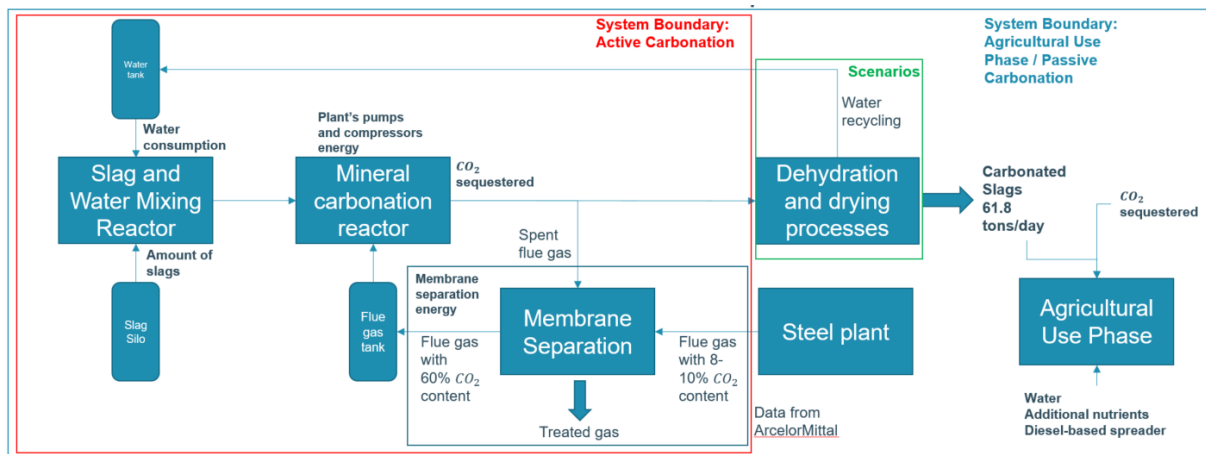 System Boundary:
Active Carbonation
System Boundary:
Agricultural Use
Phase / Passive
Carbonation
Water
tank
Scenarios
Water
recycling
Water
consumption
Plant's pumps
and compressors
energy
Slag and
Water Mixing
Reactor
Mineral
carbonation
reactor
CO2
sequestered
Dehydration
and drying
processes
Carbonated
Slags
61.8
tons/day
CO2
sequestered
Amount of
slags
Spent
flue gas
Slag
Silo
Flue
gas
tank
Membrane
separation
energy
Flue gas
with
60% CO2
content
Membrane
Separation
Flue gas
with 8-
10% CO2
content
Steel plant
Agricultural
Use Phase
Treated gas
Data from
ArcelorMittal
Water
Additional nutrients
Diesel-based spreader